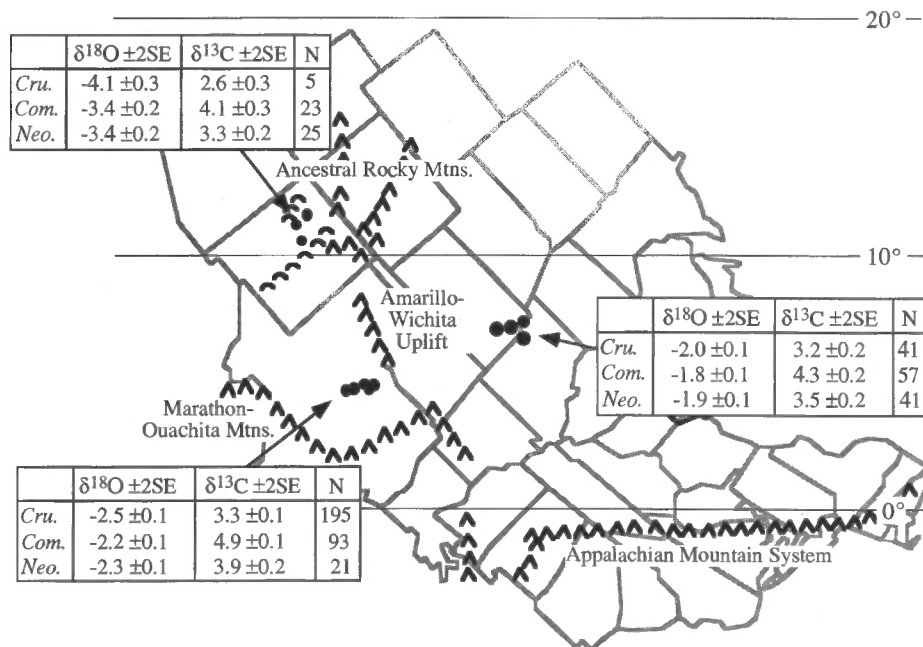 20°
δ¹⁸O ±2SE δ¹³C ±2SE N
Cru. -4.1 ±0.3 2.6 ±0.3 5
Com. -3.4 ±0.2 4.1 ±0.3 23
Neo. -3.4 ±0.2 3.3 ±0.2 25
Ancestral Rocky Mtns.
10°
Amarillo-
Wichita
Uplift
δ¹⁸O ±2SE δ¹³C ±2SE N
Cru. -2.0 ±0.1 3.2 ±0.2 41
Com. -1.8 ±0.1 4.3 ±0.2 57
Neo. -1.9 ±0.1 3.5 ±0.2 41
Marathon-
Ouachita Mtns.
δ¹⁸O ±2SE δ¹³C ±2SE N
Cru. -2.5 ±0.1 3.3 ±0.1 195
Com. -2.2 ±0.1 4.9 ±0.1 93
Neo. -2.3 ±0.1 3.9 ±0.2 21
0°
Appalachian Mountain System